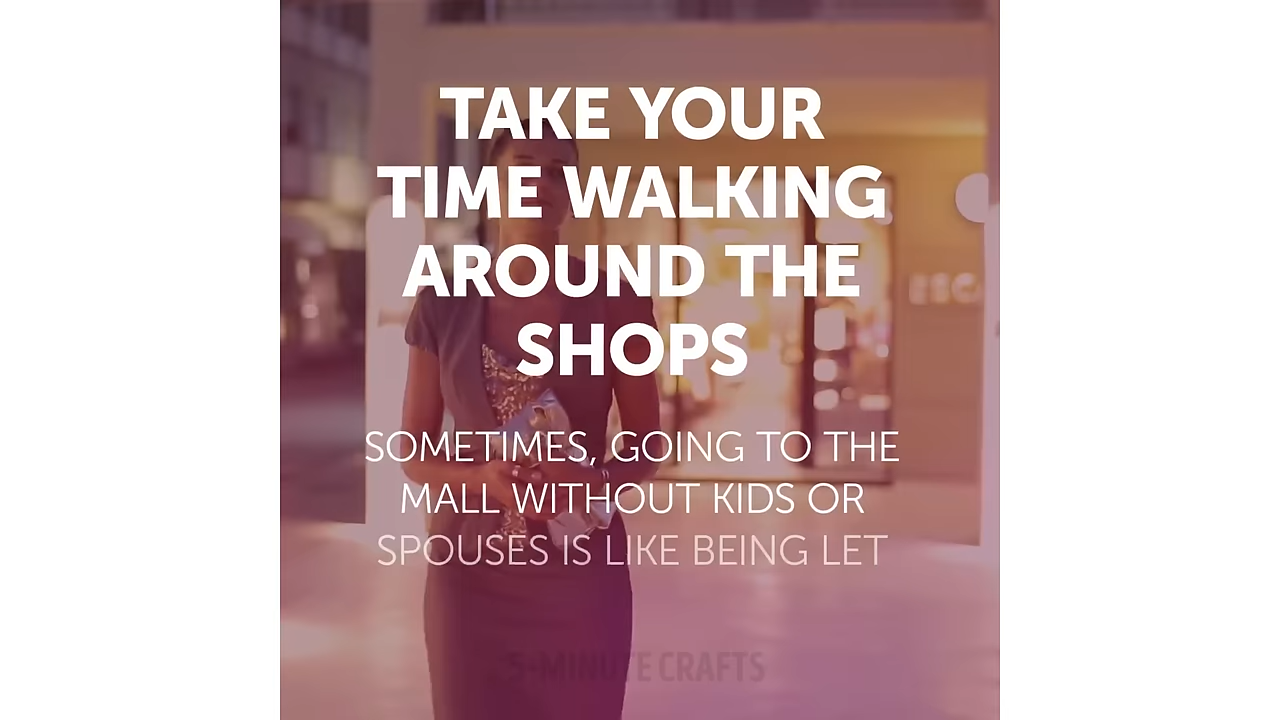 TAKE YOUR
TIME WALKING
AROUND THE
SHOPS
ESC
SOMETIMES, GOING TO THE
MALL WITHOUT KIDS OR
SPOUSES IS LIKE BEING LET
5-MINUTE CRAFTS